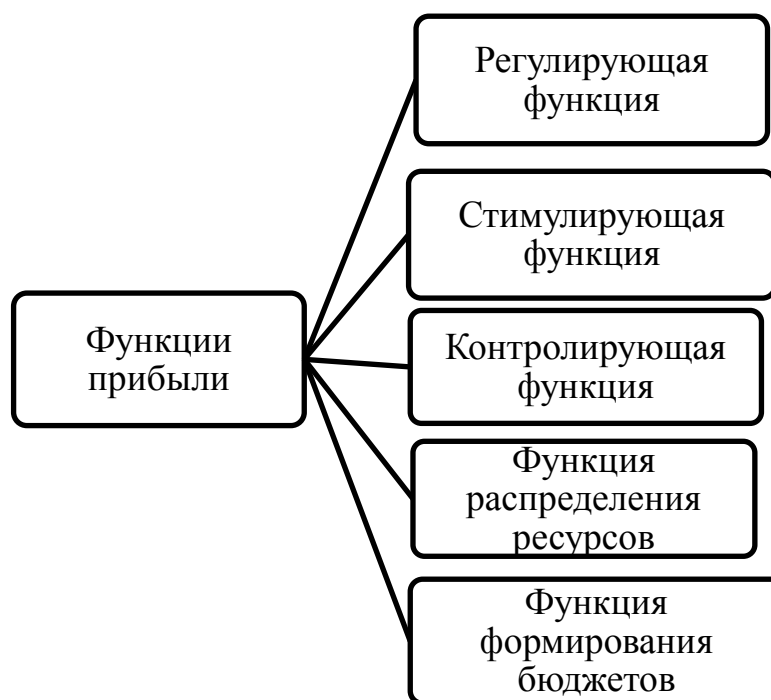 Регулирующая
функция
Стимулирующая
функция
Функции
прибыли
Контролирующая
функция
Функция
распределения
ресурсов
Функция
формирования
бюджетов